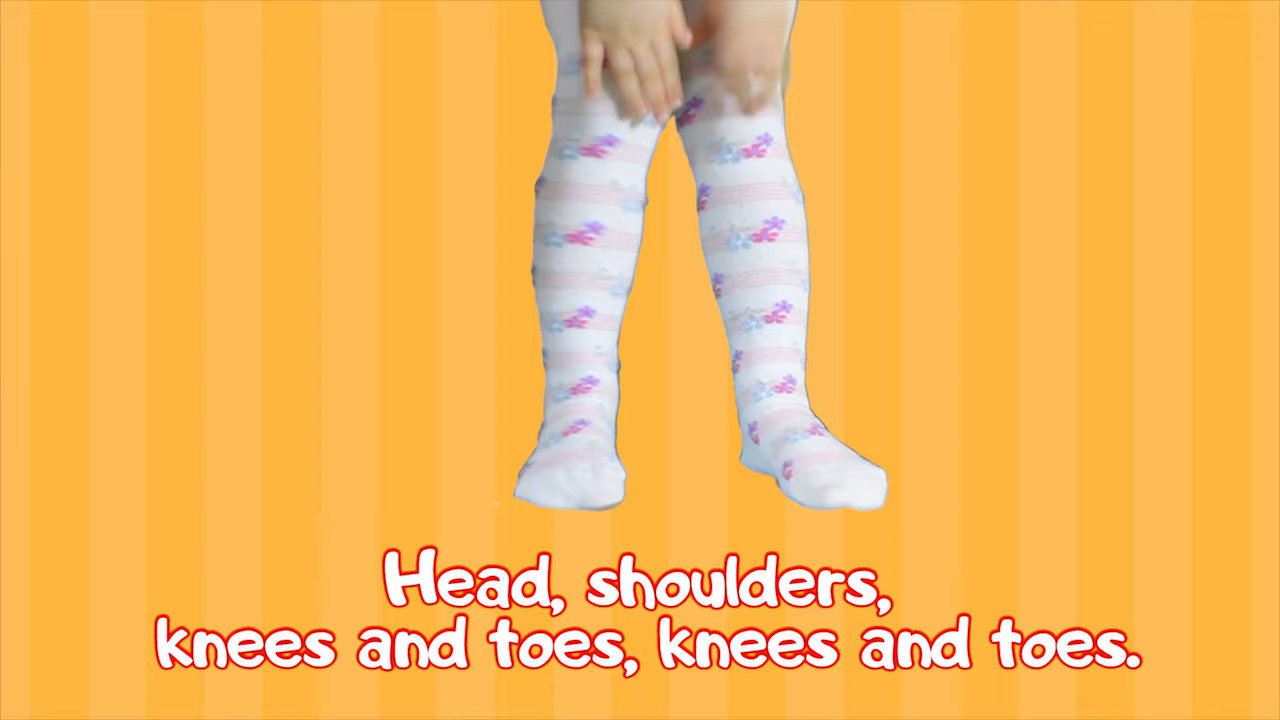 Head, shoulders,
knees and toes, knees and toes.